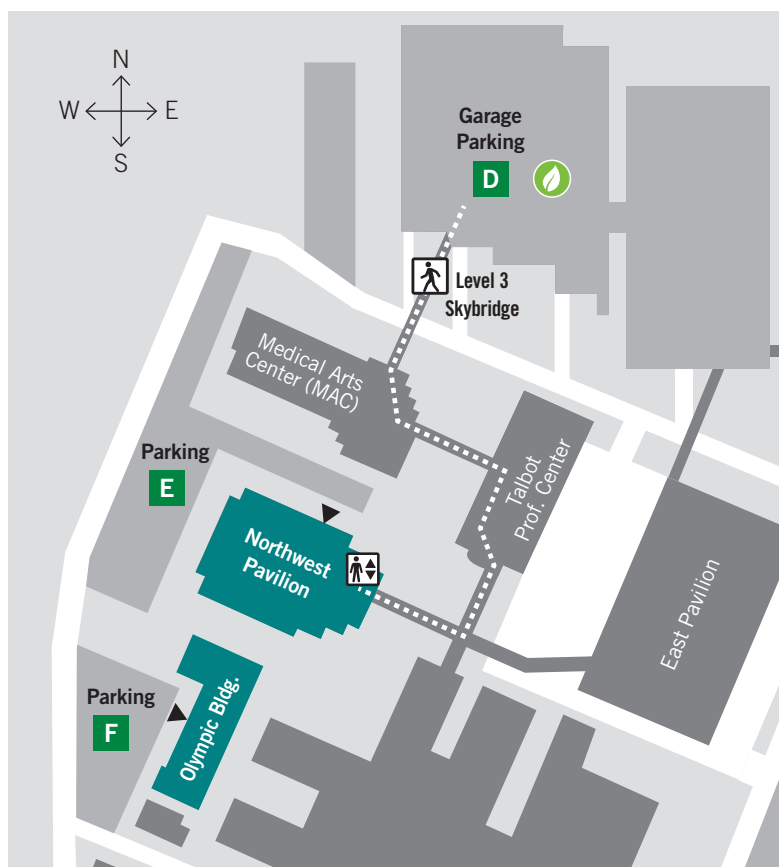 N
W E
S
Garage
Parking
D
Level 3
Skybridge
Medical Arts
Center (MAC)
Parking
E
Talbot
Prof. Center
Northwest
Pavilion
East Pavilion
Parking
F
Olympic Bldg.